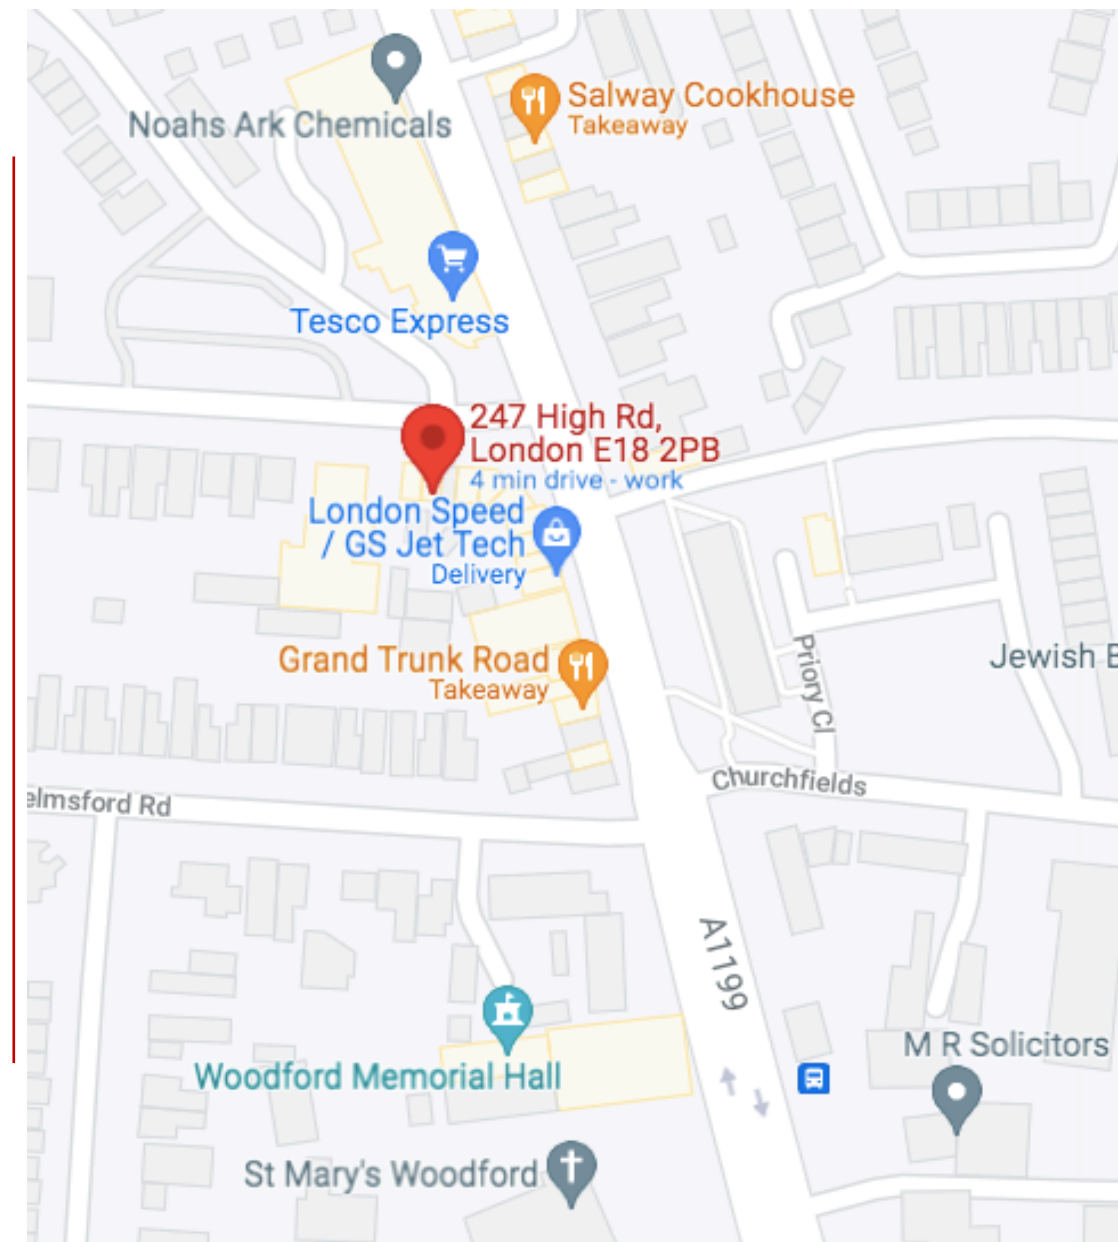 Salway Cookhouse
Takeaway
Noahs Ark Chemicals
Tesco Express
247 High Rd,
London E18 2PB
4 min drive - work
London Speed
/ GS Jet Tech
Delivery
Grand Trunk Road
Takeaway
Priory Cl
Jewish B
Churchfields
elmsford Rd
A1199
M R Solicitors
Woodford Memorial Hall
St Mary's Woodford